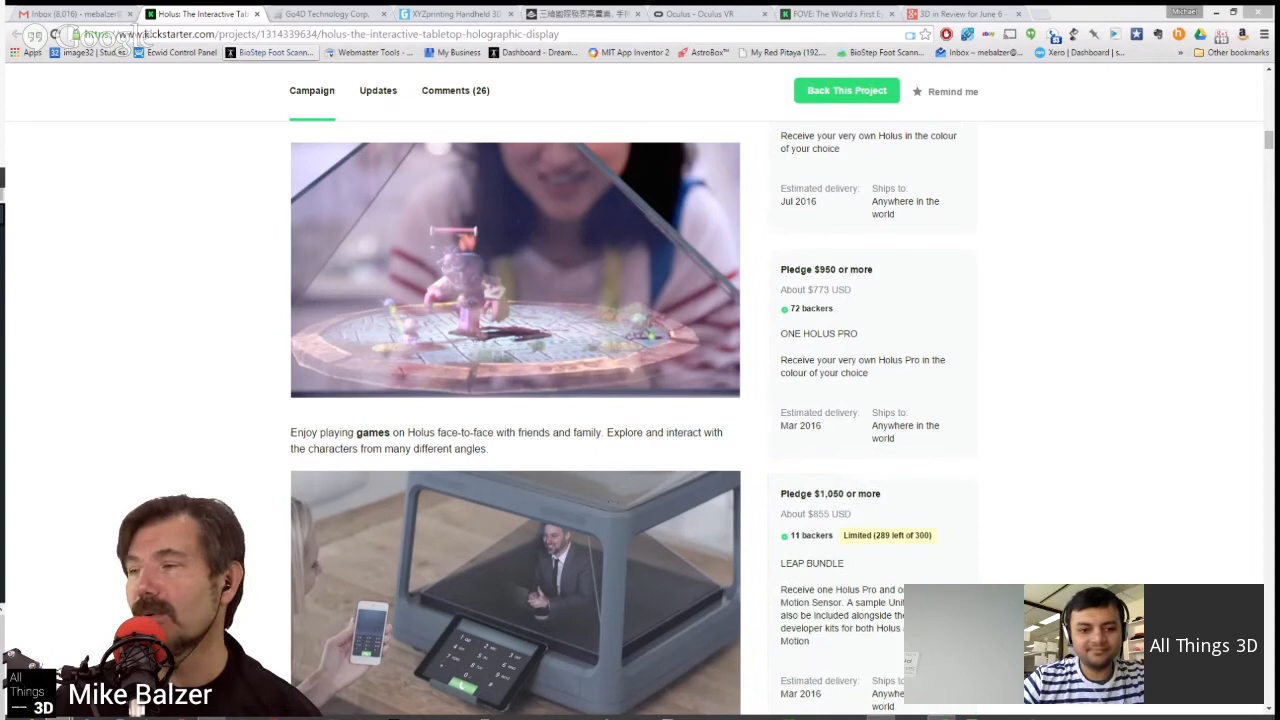 Inbox (8,016) - mebalzer@
Holus: The Interactive Tab
Go4D Technology Corp.
XYZprinting Handheld 3D
Oculus - Oculus VR
FOVE: The World's First E
3D in Review for June 6 -
Michael
kickstarter.com/projects/1314339634/holus-the-interactive-tabletop-holographic-display
Apps
image32 | Stud
Eowid Control Panel
BioStep Foot Scann
Webmaster Tools -
My Business
Dashboard - Dream
MIT App Inventor 2
AstroBox™
My Red Pitaya
BioStep Foot Scann
Inbox – mebalzer@
Xero | Dashboard | s
»
Other bookmarks
Campaign
Updates
Comments (26)
Back This Project
Remind me
Receive your very own Holus in the colour
of your choice
Estimated delivery:
Jul 2016
Ships to:
Anywhere in the
world
Pledge $950 or more
About $773 USD
72 backers
ONE HOLUS PRO
Receive your very own Holus Pro in the
colour of your choice
Estimated delivery:
Mar 2016
Ships to:
Anywhere in the
world
Enjoy playing games on Holus face-to-face with friends and family. Explore and interact with
the characters from many different angles.
Pledge $1,050 or more
About $855 USD
11 backers
Limited (289 left of 300)
LEAP BUNDLE
Receive one Holus Pro and
Motion Sensor. A sample
also be included alongside the
developer kits for both Holus
Motion
Estimated delivery:
Mar 2016
Ships to:
world
All Things 3D
All
Things
3D
Mike Balzer